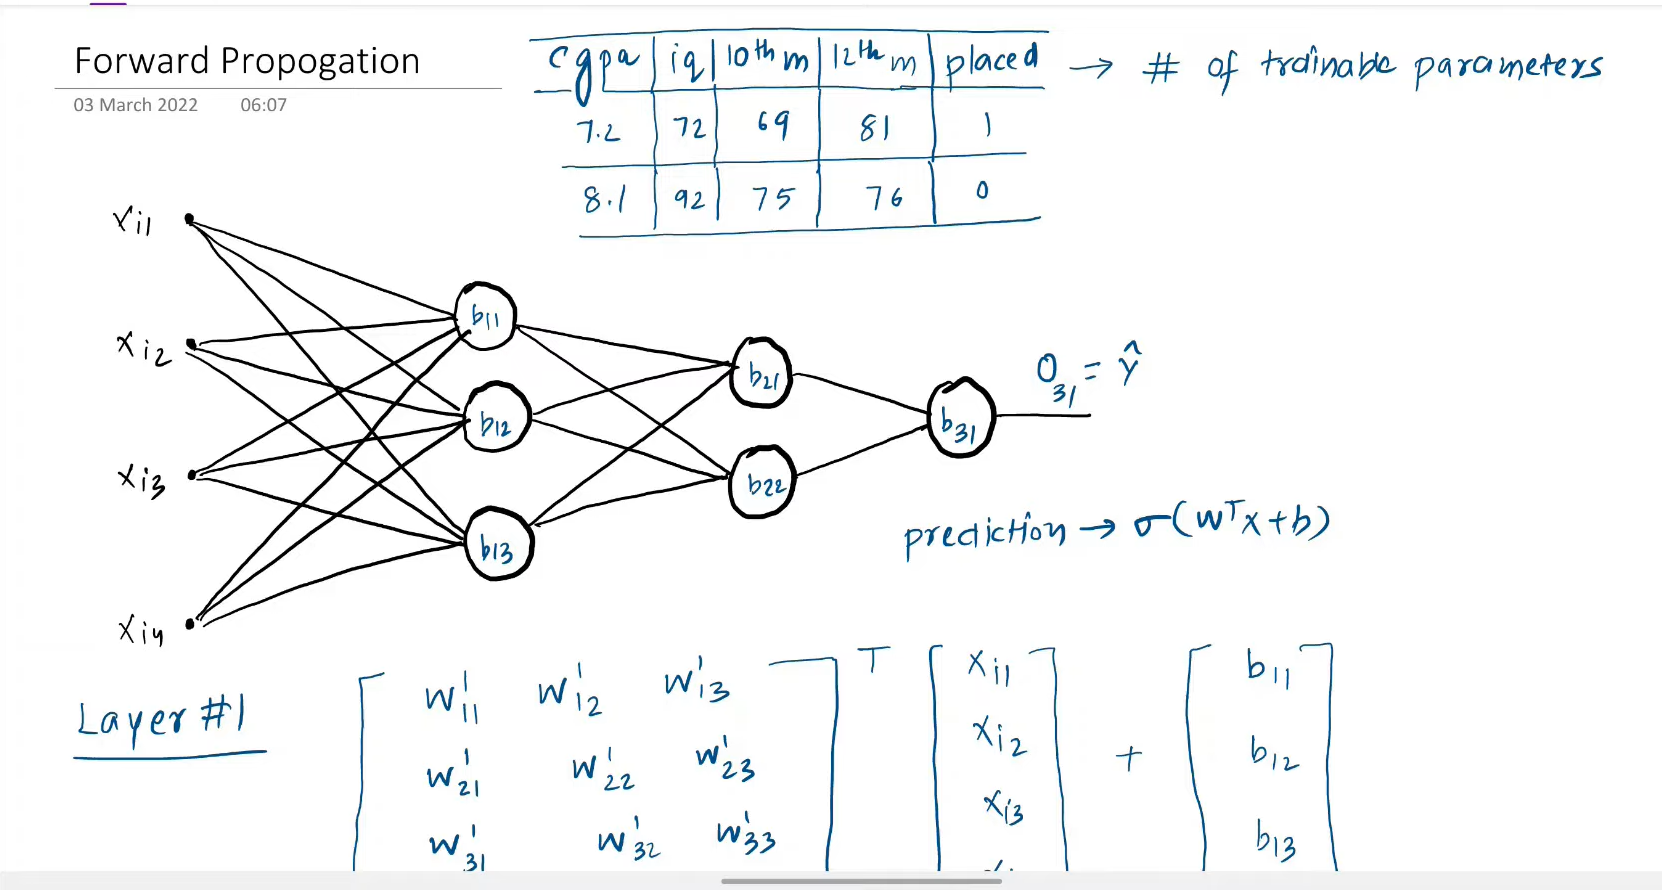 Forward Propogation
03 March 2022 06:07
cgpa iq 10th m 12th m placed → # of trainable parameters
7.2 72 69 81 1
8.1 92 75 76 0
xi1
xi2
xi3
xi4
b11
b12
b13
b21
b22
b31
O31 = ŷ
prediction → σ(WTx+b)
Layer #1
W111 W112 W113 T xi1 b11
W121 W122 W123 xi2 + b12
W131 W132 W133 xi3 b13